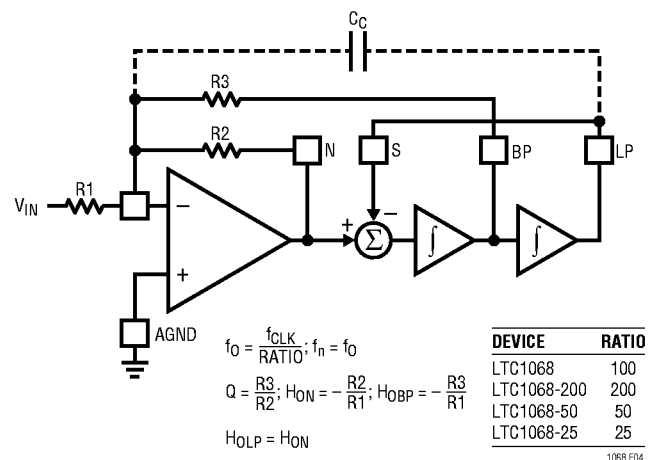 C_C
R3
R2
N
S
BP
LP
R1
V_IN
−
+
+
−
Σ
∫
∫
AGND
f_O = f_CLK/RATIO; f_n = f_O
Q = R3/R2; H_ON = −R2/R1; H_OBP = −R3/R1
H_OLP = H_ON
DEVICE RATIO
LTC1068 100
LTC1068-200 200
LTC1068-50 50
LTC1068-25 25
1068 F04